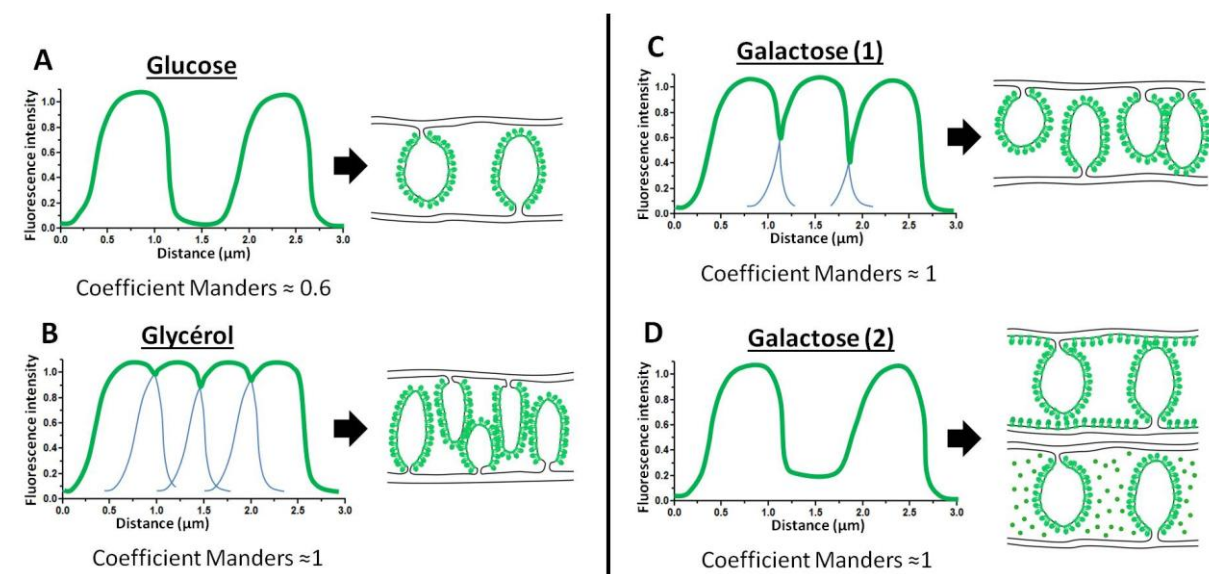 A
Glucose
Fluorescence intensity
1.0
0.8
0.6
0.4
0.2
0.0
0.0 0.5 1.0 1.5 2.0 2.5 3.0
Distance (µm)
Coefficient Manders ≈ 0.6
B
Glycérol
Fluorescence intensity
1.0
0.8
0.6
0.4
0.2
0.0
0.0 0.5 1.0 1.5 2.0 2.5 3.0
Distance (µm)
Coefficient Manders ≈1
C
Galactose (1)
Fluorescence intensity
1.0
0.8
0.6
0.4
0.2
0.0
0.0 0.5 1.0 1.5 2.0 2.5 3.0
Distance (µm)
Coefficient Manders ≈ 1
D
Galactose (2)
Fluorescence intensity
1.0
0.8
0.6
0.4
0.2
0.0
0.0 0.5 1.0 1.5 2.0 2.5 3.0
Distance (µm)
Coefficient Manders ≈1